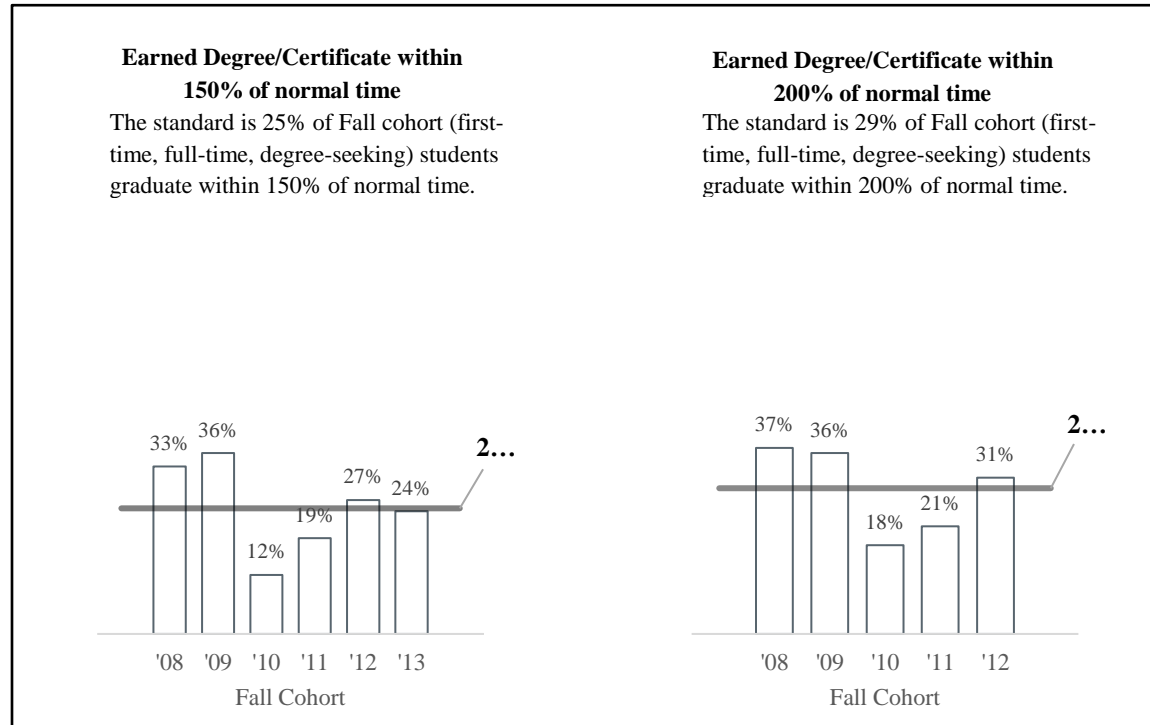 Earned Degree/Certificate within
150% of normal time
The standard is 25% of Fall cohort (first-
time, full-time, degree-seeking) students
graduate within 150% of normal time.
33%
36%
12%
19%
27%
24%
2...
'08 '09 '10 '11 '12 '13
Fall Cohort
Earned Degree/Certificate within
200% of normal time
The standard is 29% of Fall cohort (first-
time, full-time, degree-seeking) students
graduate within 200% of normal time.
37%
36%
18%
21%
31%
2...
'08 '09 '10 '11 '12
Fall Cohort